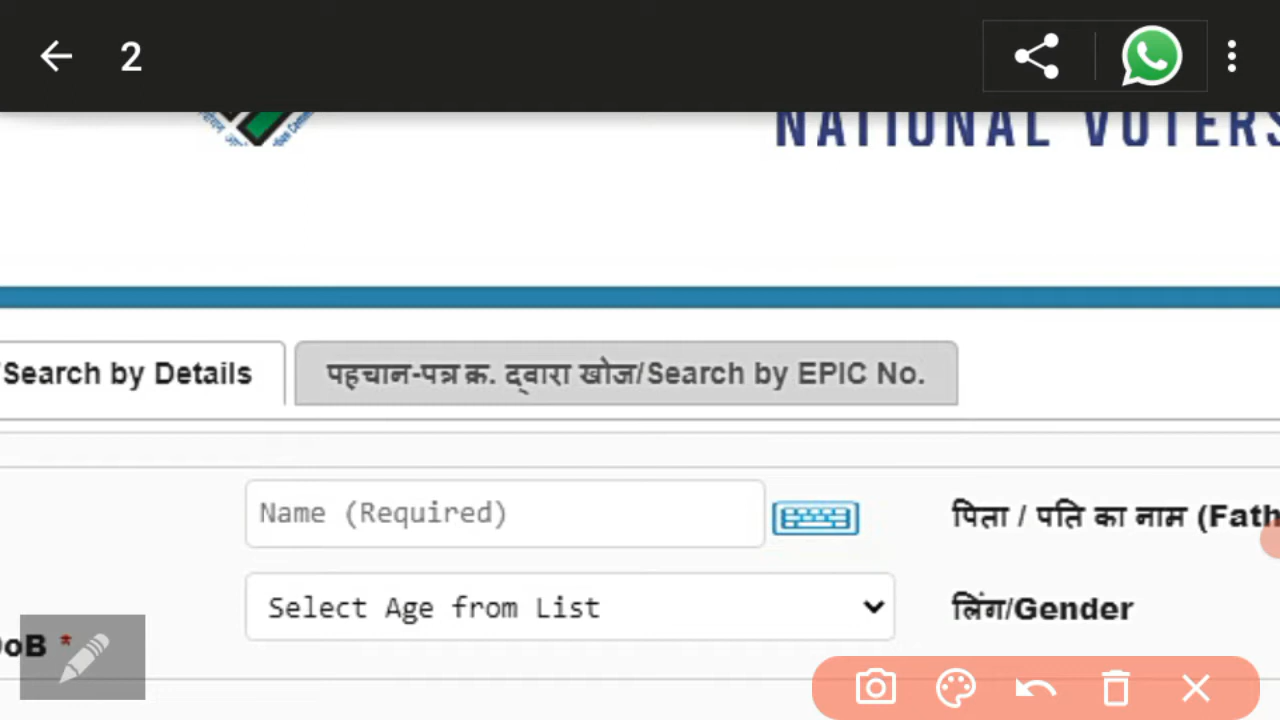 2
NATIONAL VOTERS
/Search by Details
पहचान-पत्र क्र. द्वारा खोज/Search by EPIC No.
Name (Required)
पिता / पति का नाम (Fath
Select Age from List
लिंग/Gender
DoB *